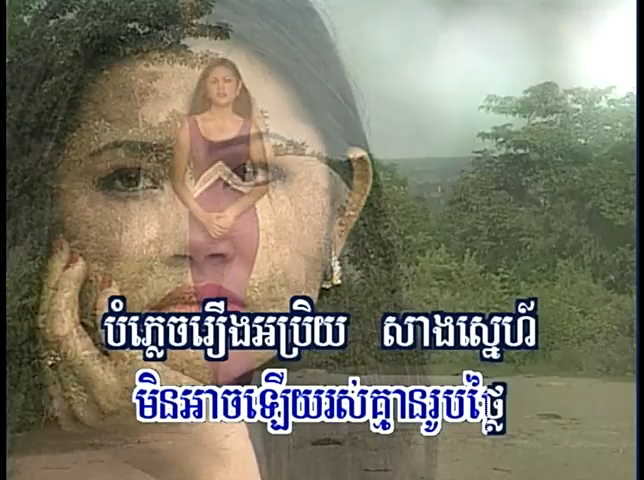 បំភ្លេចរឿងអប្រិយ សាងស្នេហ៍
មិនអាចឡើយរស់គ្មានរូបថ្លៃ